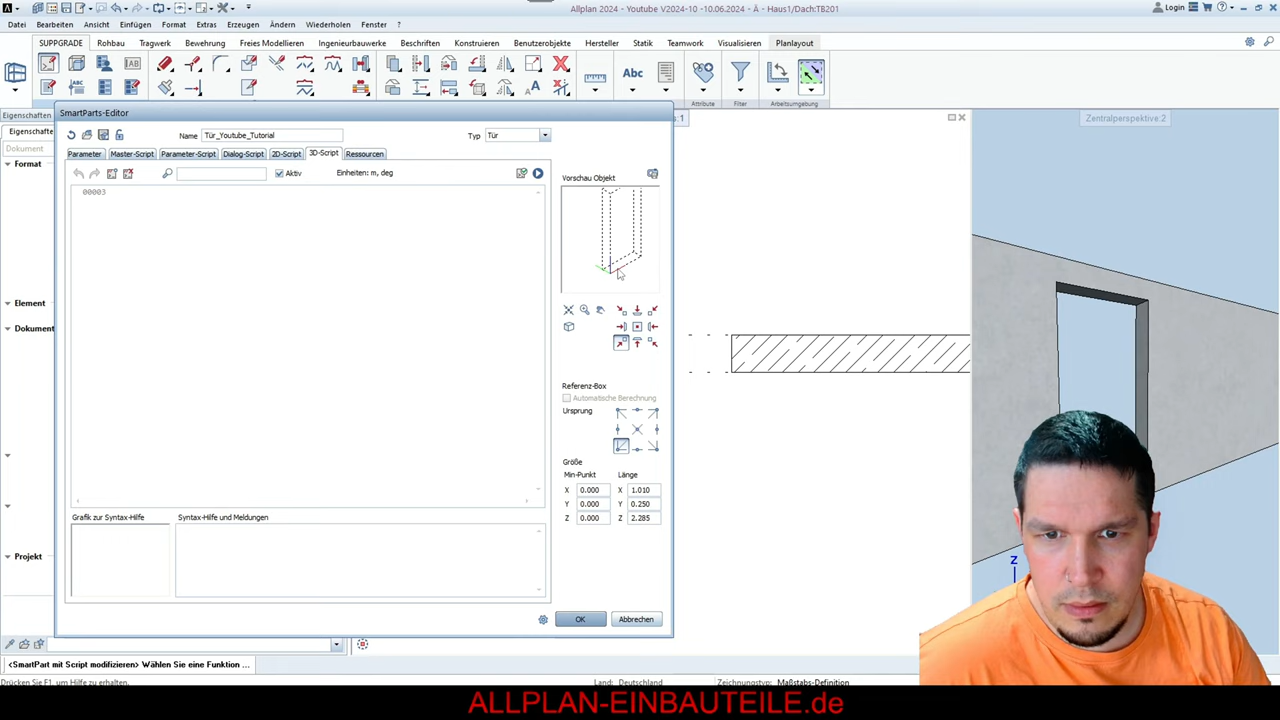 Allplan 2024 - Youtube V2024-10 -10.06.2024 - Ä - Haus1/Dach:TB201
Login
Datei Bearbeiten Ansicht Einfügen Format Extras Erzeugen Ändern Wiederholen Fenster ?
SUPPGRADE Rohbau Tragwerk Bewehrung Freies Modellieren Ingenieurbauwerke Beschriften Konstruieren Benutzerobjekte Hersteller Statik Teamwork Visualisieren Planlayout
Abc
Attribute Filter Arbeitsumgebung
Eigenschaften
SmartParts-Editor
:1
Zentralperspektive:2
Eigenschaften
Dokument
Format
Element
Dokument
Projekt
Name Tür_Youtube_Tutorial Typ Tür
Parameter Master-Script Parameter-Script Dialog-Script 2D-Script 3D-Script Ressourcen
Aktiv Einheiten: m, deg
Vorschau Objekt
00003
Referenz-Box
Automatische Berechnung
Ursprung
Größe
Min-Punkt Länge
X 0.000 X 1.010
Y 0.000 Y 0.250
Z 0.000 Z 2.285
Grafik zur Syntax-Hilfe Syntax-Hilfe und Meldungen
Z
OK Abbrechen
<SmartPart mit Script modifizieren> Wählen Sie eine Funktion ...
Drücken Sie F1, um Hilfe zu erhalten. Land: Deutschland Zeichnungstyp: Maßstabs-Definition
ALLPLAN-EINBAUTEILE.de